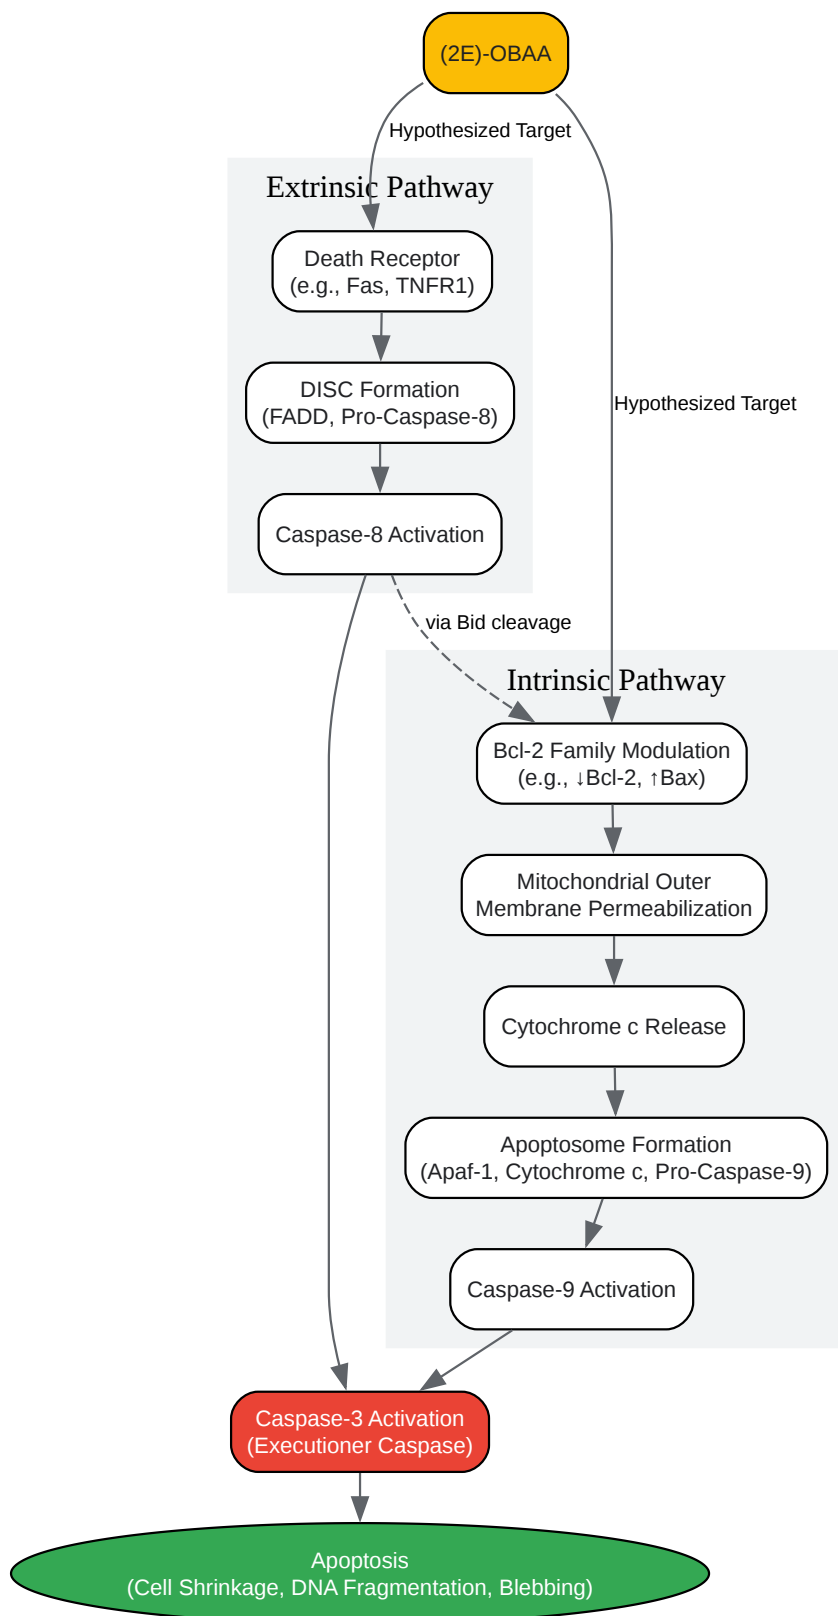 (2E)-OBAA
Hypothesized Target
Extrinsic Pathway
Death Receptor
(e.g., Fas, TNFR1)
DISC Formation
(FADD, Pro-Caspase-8)
Hypothesized Target
Caspase-8 Activation
via Bid cleavage
Intrinsic Pathway
Bcl-2 Family Modulation
(e.g., ↓Bcl-2, ↑Bax)
Mitochondrial Outer
Membrane Permeabilization
Cytochrome c Release
Apoptosome Formation
(Apaf-1, Cytochrome c, Pro-Caspase-9)
Caspase-9 Activation
Caspase-3 Activation
(Executioner Caspase)
Apoptosis
(Cell Shrinkage, DNA Fragmentation, Blebbing)